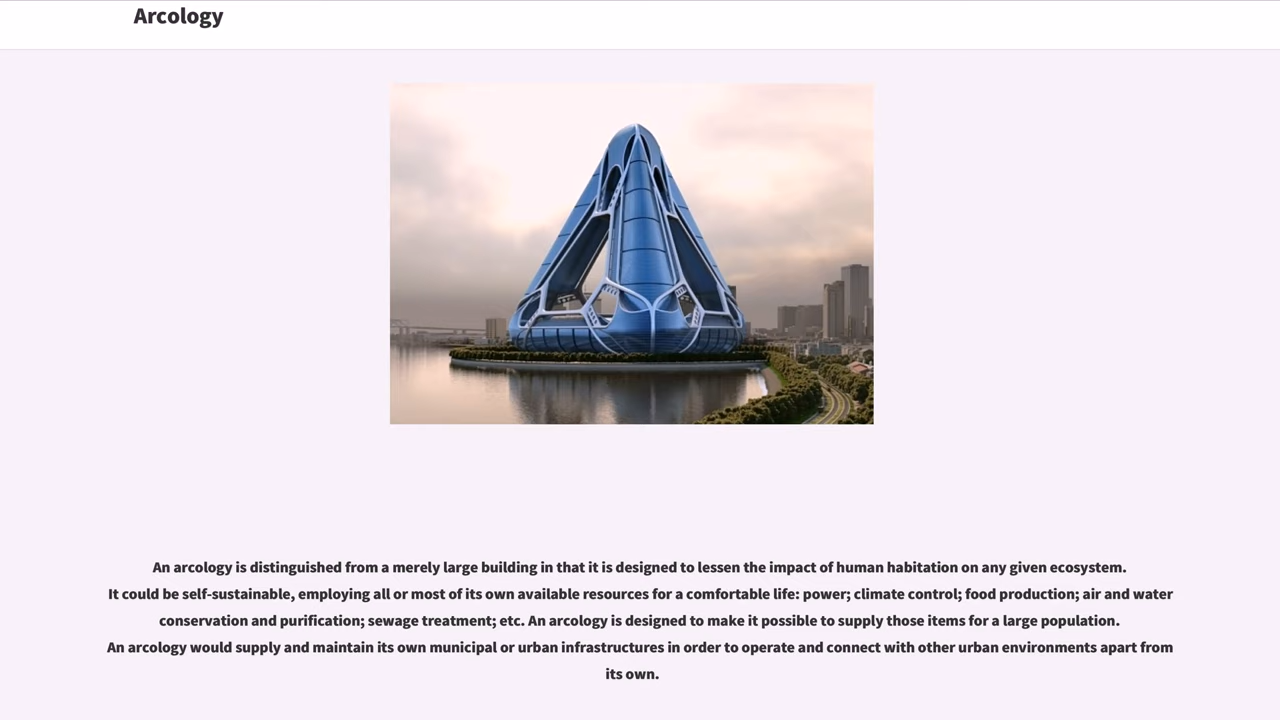 Arcology
An arcology is distinguished from a merely large building in that it is designed to lessen the impact of human habitation on any given ecosystem.
It could be self-sustainable, employing all or most of its own available resources for a comfortable life: power; climate control; food production; air and water
conservation and purification; sewage treatment; etc. An arcology is designed to make it possible to supply those items for a large population.
An arcology would supply and maintain its own municipal or urban infrastructures in order to operate and connect with other urban environments apart from
its own.